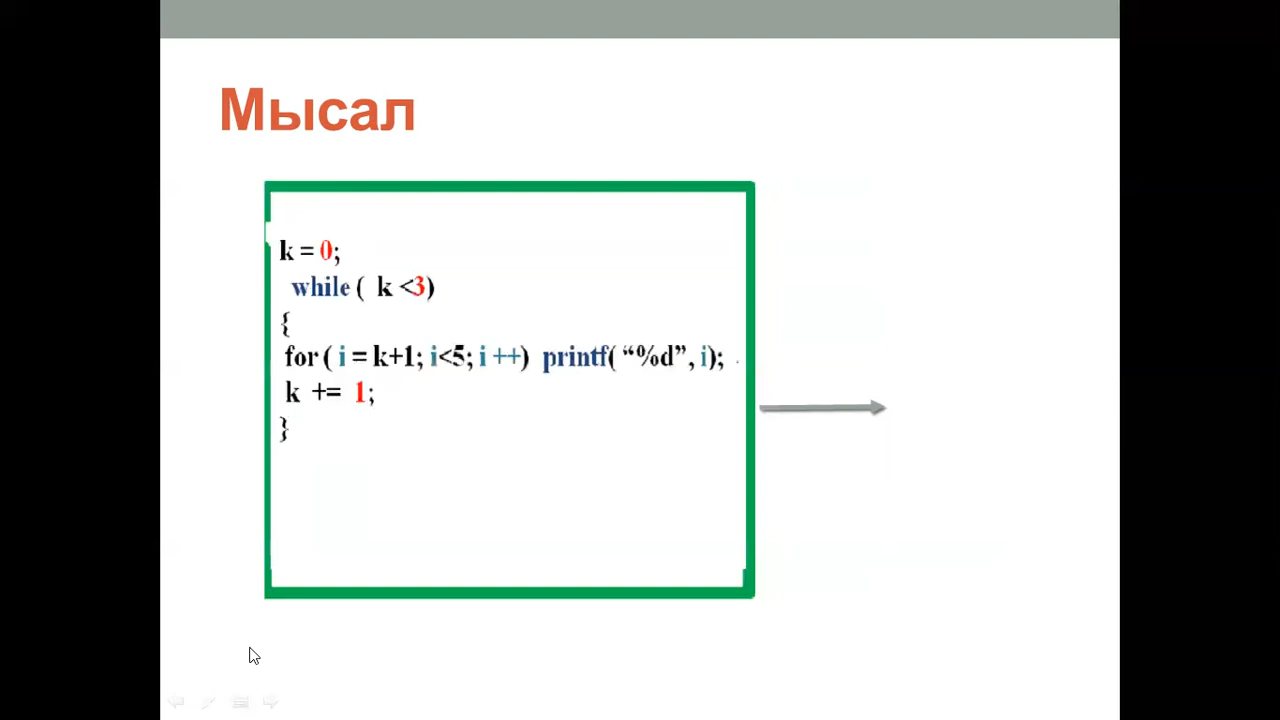 Мысал
k = 0;
while ( k <3)
{
for ( i = k+1; i<5; i ++) printf( “%d”, i);
k += 1;
}